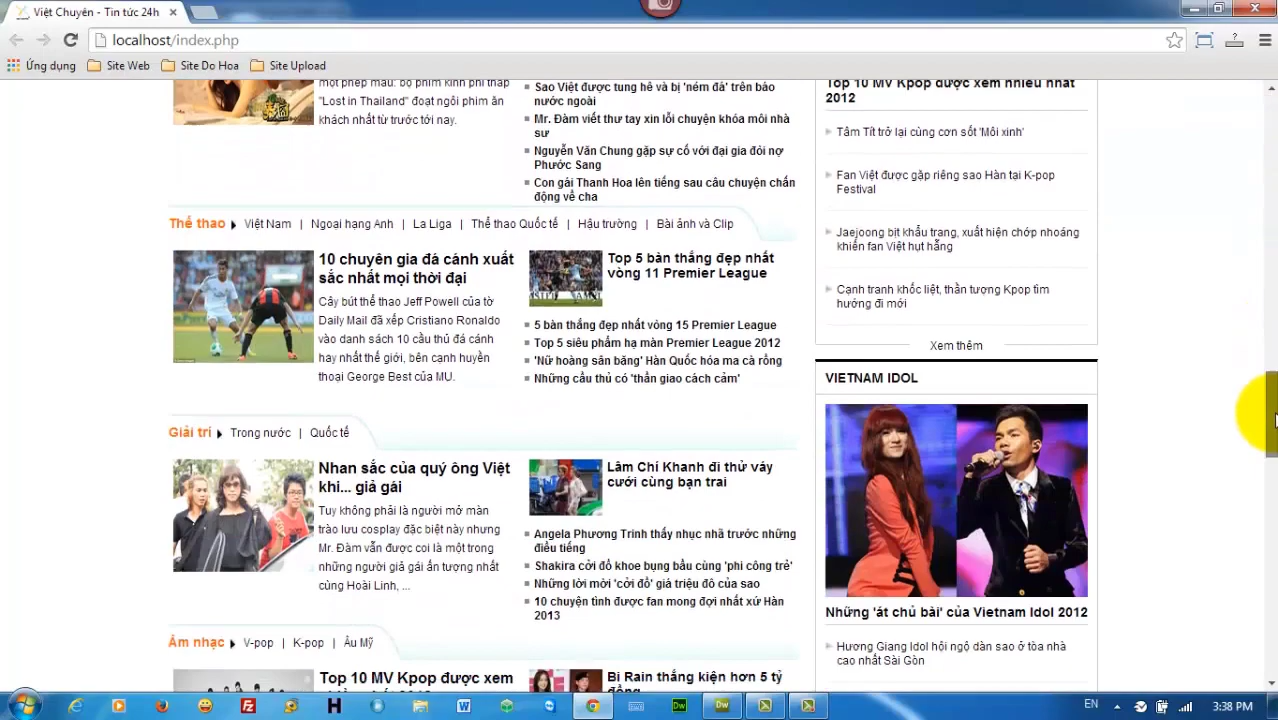 Việt Chuyên - Tin tức 24h
localhost/index.php
Ứng dụng
Site Web
Site Do Hoa
Site Upload
một phép màu: bộ phim kinh phí thấp
"Lost in Thailand" đoạt ngôi phim ăn
khách nhất từ trước tới nay.
Sao Việt được tung hê và bị 'ném đá' trên báo
nước ngoài
Mr. Đàm viết thư tay xin lỗi chuyện khóa môi nhà
sư
Nguyễn Văn Chung gặp sự cố với đại gia đòi nợ
Phước Sang
Con gái Thanh Hoa lên tiếng sau câu chuyện chấn
động về cha
Thể thao
Việt Nam | Ngoại hạng Anh | La Liga | Thể thao Quốc tế | Hậu trường | Bài ảnh và Clip
10 chuyên gia đá cánh xuất
sắc nhất mọi thời đại
Cây bút thể thao Jeff Powell của tờ
Daily Mail đã xếp Cristiano Ronaldo
vào danh sách 10 cầu thủ đá cánh
hay nhất thế giới, bên cạnh huyền
thoại George Best của MU.
Top 5 bàn thắng đẹp nhất
vòng 11 Premier League
5 bàn thắng đẹp nhất vòng 15 Premier League
Top 5 siêu phẩm hạ màn Premier League 2012
'Nữ hoàng sân băng' Hàn Quốc hóa ma cà rồng
Những cầu thủ có 'thần giao cách cảm'
Giải trí
Trong nước | Quốc tế
Nhan sắc của quý ông Việt
khi... giả gái
Tuy không phải là người mở màn
trào lưu cosplay đặc biệt này nhưng
Mr. Đàm vẫn được coi là một trong
những người giả gái ấn tượng nhất
cùng Hoài Linh, ...
Lâm Chí Khanh đi thử váy
cưới cùng bạn trai
Angela Phương Trinh thấy nhục nhã trước những
điều tiếng
Shakira cởi đồ khoe bụng bầu cùng 'phi công trẻ'
Những lời mời 'cởi đồ' giá triệu đô của sao
10 chuyện tình được fan mong đợi nhất xứ Hàn
2013
Âm nhạc
V-pop | K-pop | Âu Mỹ
Top 10 MV Kpop được xem
Bi Rain thắng kiện hơn 5 tỷ
đồng
Top 10 MV Kpop được xem nhiều nhất
2012
Tâm Tít trở lại cùng cơn sốt 'Môi xinh'
Fan Việt được gặp riêng sao Hàn tại K-pop
Festival
Jaejoong bịt khẩu trang, xuất hiện chớp nhoáng
khiến fan Việt hụt hẫng
Cạnh tranh khốc liệt, thần tượng Kpop tìm
hướng đi mới
Xem thêm
VIETNAM IDOL
Những 'át chủ bài' của Vietnam Idol 2012
Hương Giang Idol hội ngộ dàn sao ở tòa nhà
cao nhất Sài Gòn
EN
3:38 PM